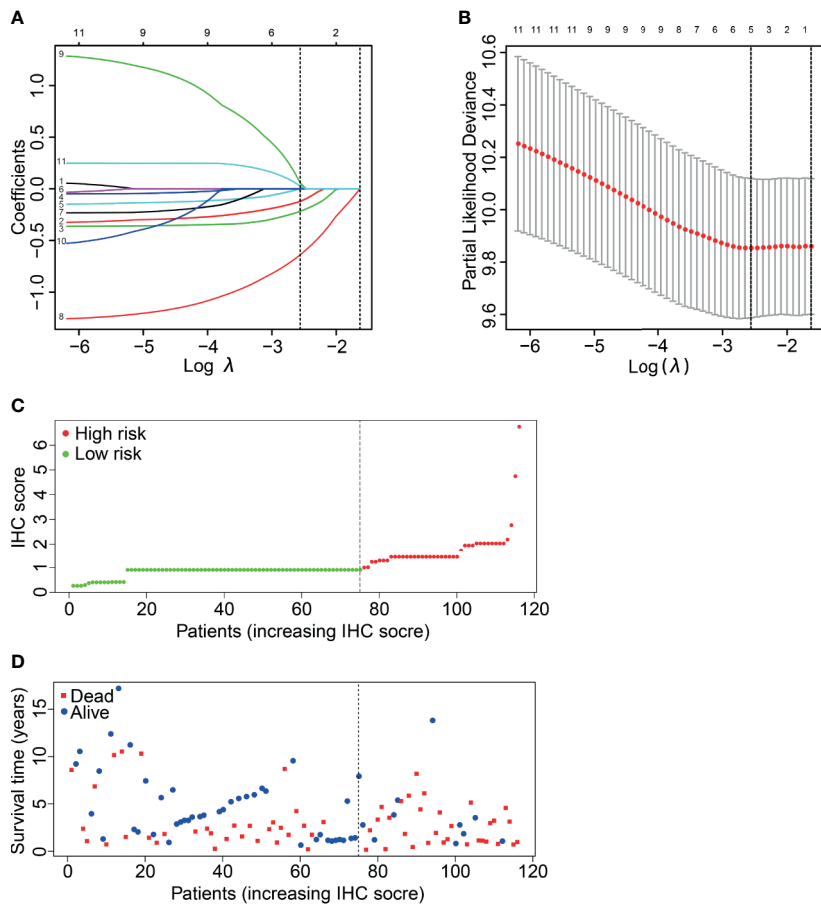 A
11 9 9 6 2
Coefficients
1.0
0.5
0.0
−0.5
−1.0
9
11
1
6
4
5
7
2
3
10
8
−6 −5 −4 −3 −2
Log λ
B
11 11 11 11 9 9 9 9 9 8 7 6 6 5 3 2 1
Partial Likelihood Deviance
10.6
10.4
10.2
10.0
9.8
9.6
−6 −5 −4 −3 −2
Log(λ)
C
High risk
Low risk
IHC score
6
5
4
3
2
1
0
0 20 40 60 80 100 120
Patients (increasing IHC socre)
D
Dead
Alive
Survival time (years)
15
10
5
0
0 20 40 60 80 100 120
Patients (increasing IHC socre)